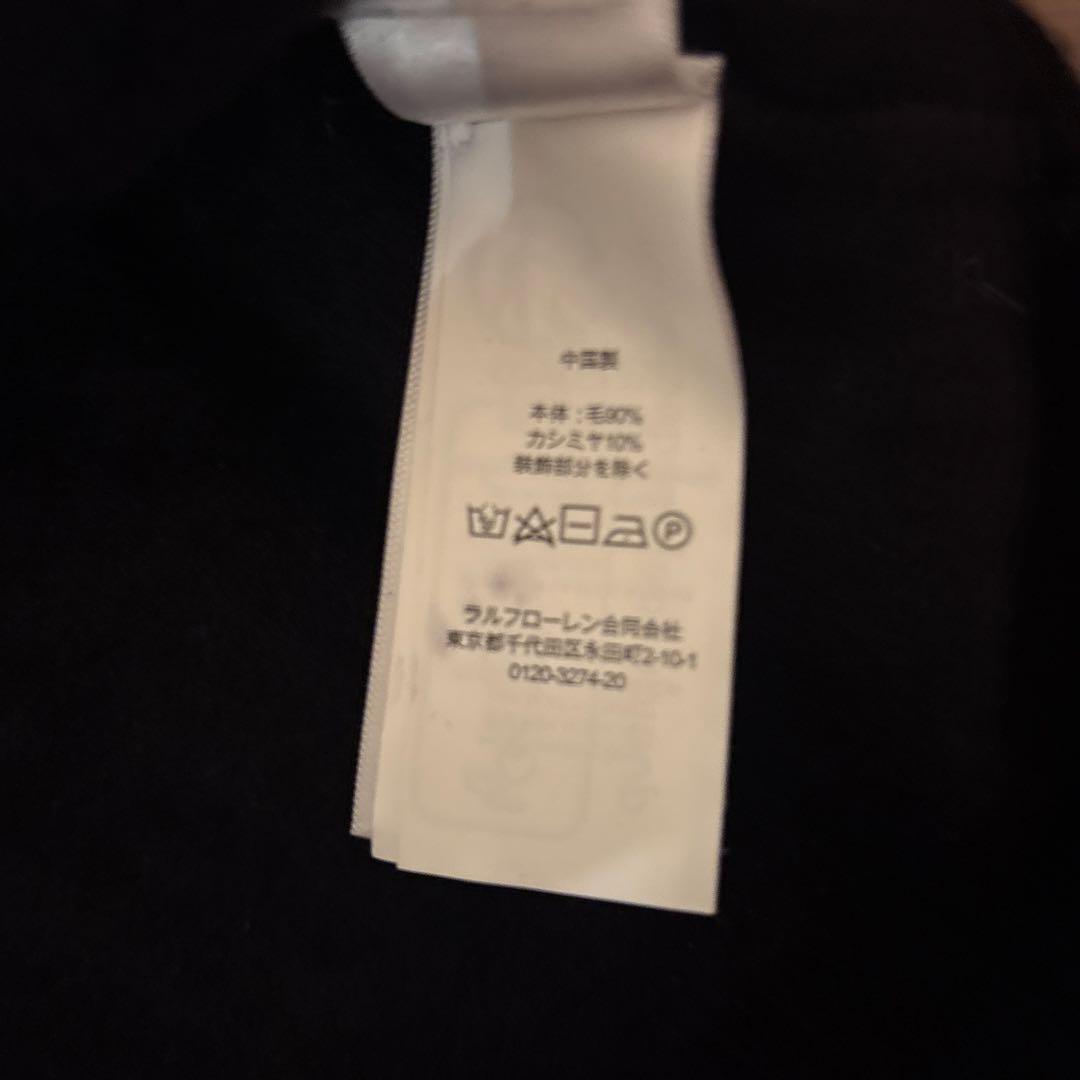 中国製
本体：毛90%
カシミヤ10%
装飾部分を除く
P
ラルフローレン合同会社
東京都千代田区永田町2-10-1
0120-3274-20